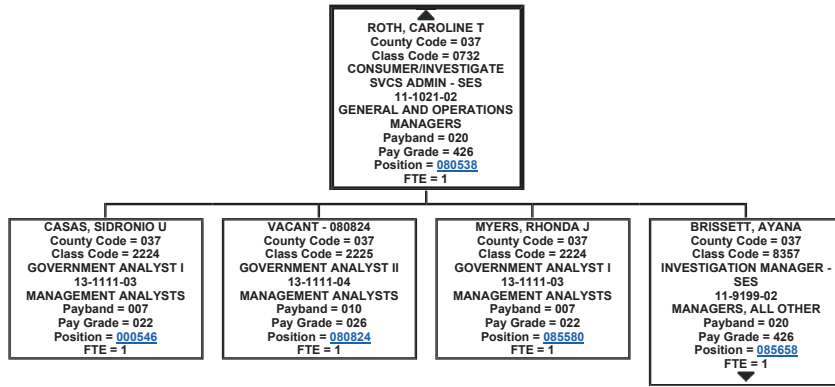 ROTH, CAROLINE T
County Code = 037
Class Code = 0732
CONSUMER/INVESTIGATE
SVCS ADMIN - SES
11-1021-02
GENERAL AND OPERATIONS
MANAGERS
Payband = 020
Pay Grade = 426
Position = 080538
FTE = 1
CASAS, SIDRONIO U
County Code = 037
Class Code = 2224
GOVERNMENT ANALYST I
13-1111-03
MANAGEMENT ANALYSTS
Payband = 007
Pay Grade = 022
Position = 000546
FTE = 1
VACANT - 080824
County Code = 037
Class Code = 2225
GOVERNMENT ANALYST II
13-1111-04
MANAGEMENT ANALYSTS
Payband = 010
Pay Grade = 026
Position = 080824
FTE = 1
MYERS, RHONDA J
County Code = 037
Class Code = 2224
GOVERNMENT ANALYST I
13-1111-03
MANAGEMENT ANALYSTS
Payband = 007
Pay Grade = 022
Position = 085580
FTE = 1
BRISSETT, AYANA
County Code = 037
Class Code = 8357
INVESTIGATION MANAGER -
SES
11-9199-02
MANAGERS, ALL OTHER
Payband = 020
Pay Grade = 426
Position = 085658
FTE = 1